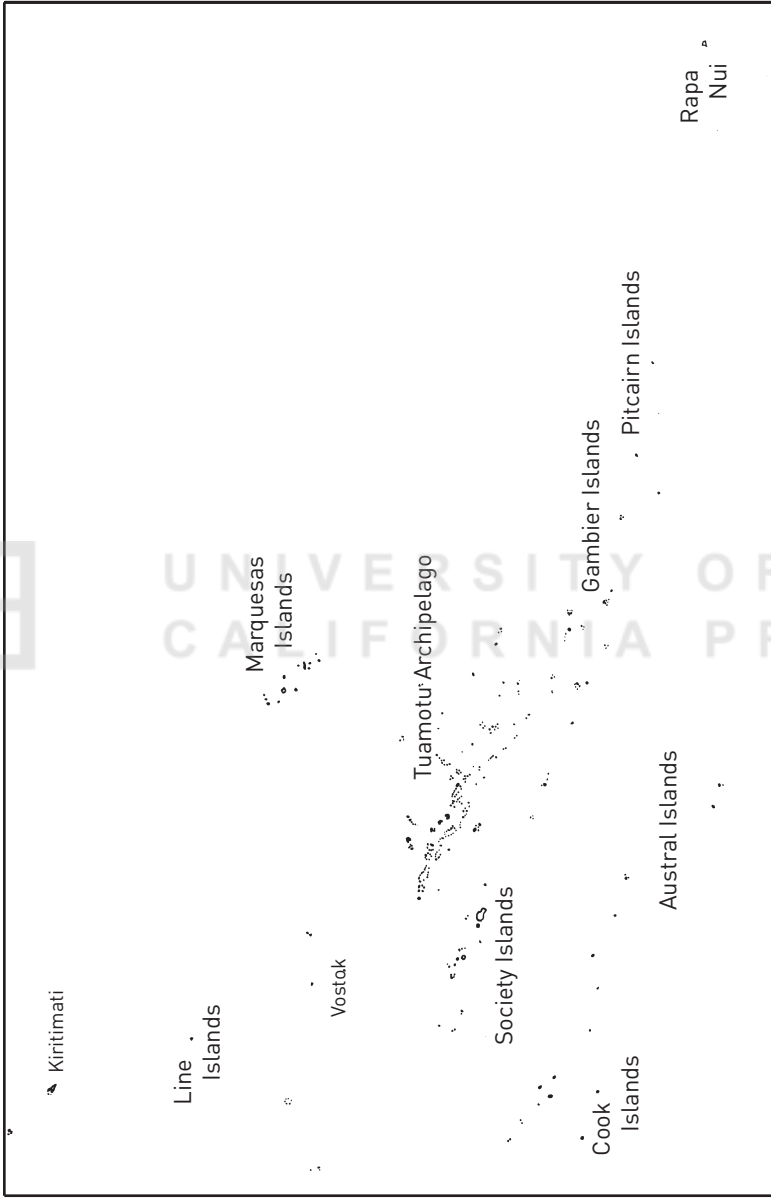 Kiritimati
Line
Islands
Vostok
Marquesas
Islands
Tuamotu Archipelago
Society Islands
Cook
Islands
Austral Islands
Gambier Islands
Pitcairn Islands
Rapa
Nui
UNIVERSITY OF
CALIFORNIA PR